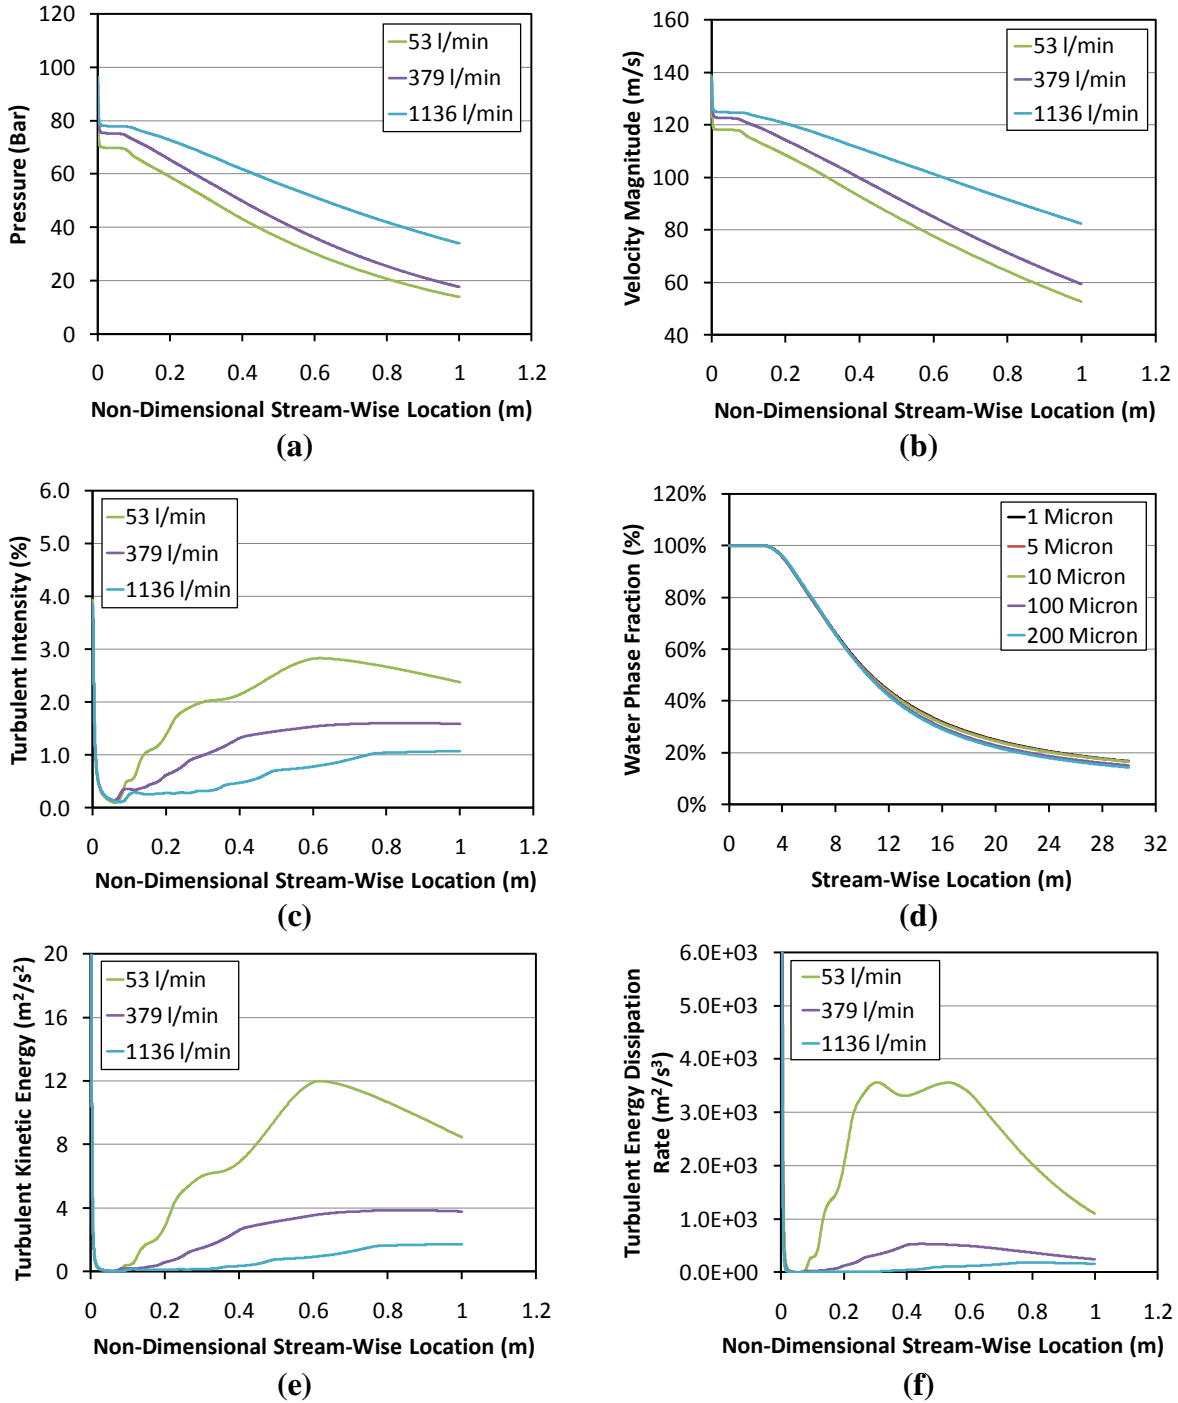 120
100
80
60
40
20
0
Pressure (Bar)
53 l/min
379 l/min
1136 l/min
0 0.2 0.4 0.6 0.8 1 1.2
Non-Dimensional Stream-Wise Location (m)
(a)
160
140
120
100
80
60
40
Velocity Magnitude (m/s)
53 l/min
379 l/min
1136 l/min
0 0.2 0.4 0.6 0.8 1 1.2
Non-Dimensional Stream-Wise Location (m)
(b)
6.0
5.0
4.0
3.0
2.0
1.0
0.0
Turbulent Intensity (%)
53 l/min
379 l/min
1136 l/min
0 0.2 0.4 0.6 0.8 1 1.2
Non-Dimensional Stream-Wise Location (m)
(c)
120%
100%
80%
60%
40%
20%
0%
Water Phase Fraction (%)
1 Micron
5 Micron
10 Micron
100 Micron
200 Micron
0 4 8 12 16 20 24 28 32
Stream-Wise Location (m)
(d)
20
16
12
8
4
0
Turbulent Kinetic Energy (m²/s²)
53 l/min
379 l/min
1136 l/min
0 0.2 0.4 0.6 0.8 1 1.2
Non-Dimensional Stream-Wise Location (m)
(e)
6.0E+03
5.0E+03
4.0E+03
3.0E+03
2.0E+03
1.0E+03
0.0E+00
Turbulent Energy Dissipation
Rate (m²/s³)
53 l/min
379 l/min
1136 l/min
0 0.2 0.4 0.6 0.8 1 1.2
Non-Dimensional Stream-Wise Location (m)
(f)